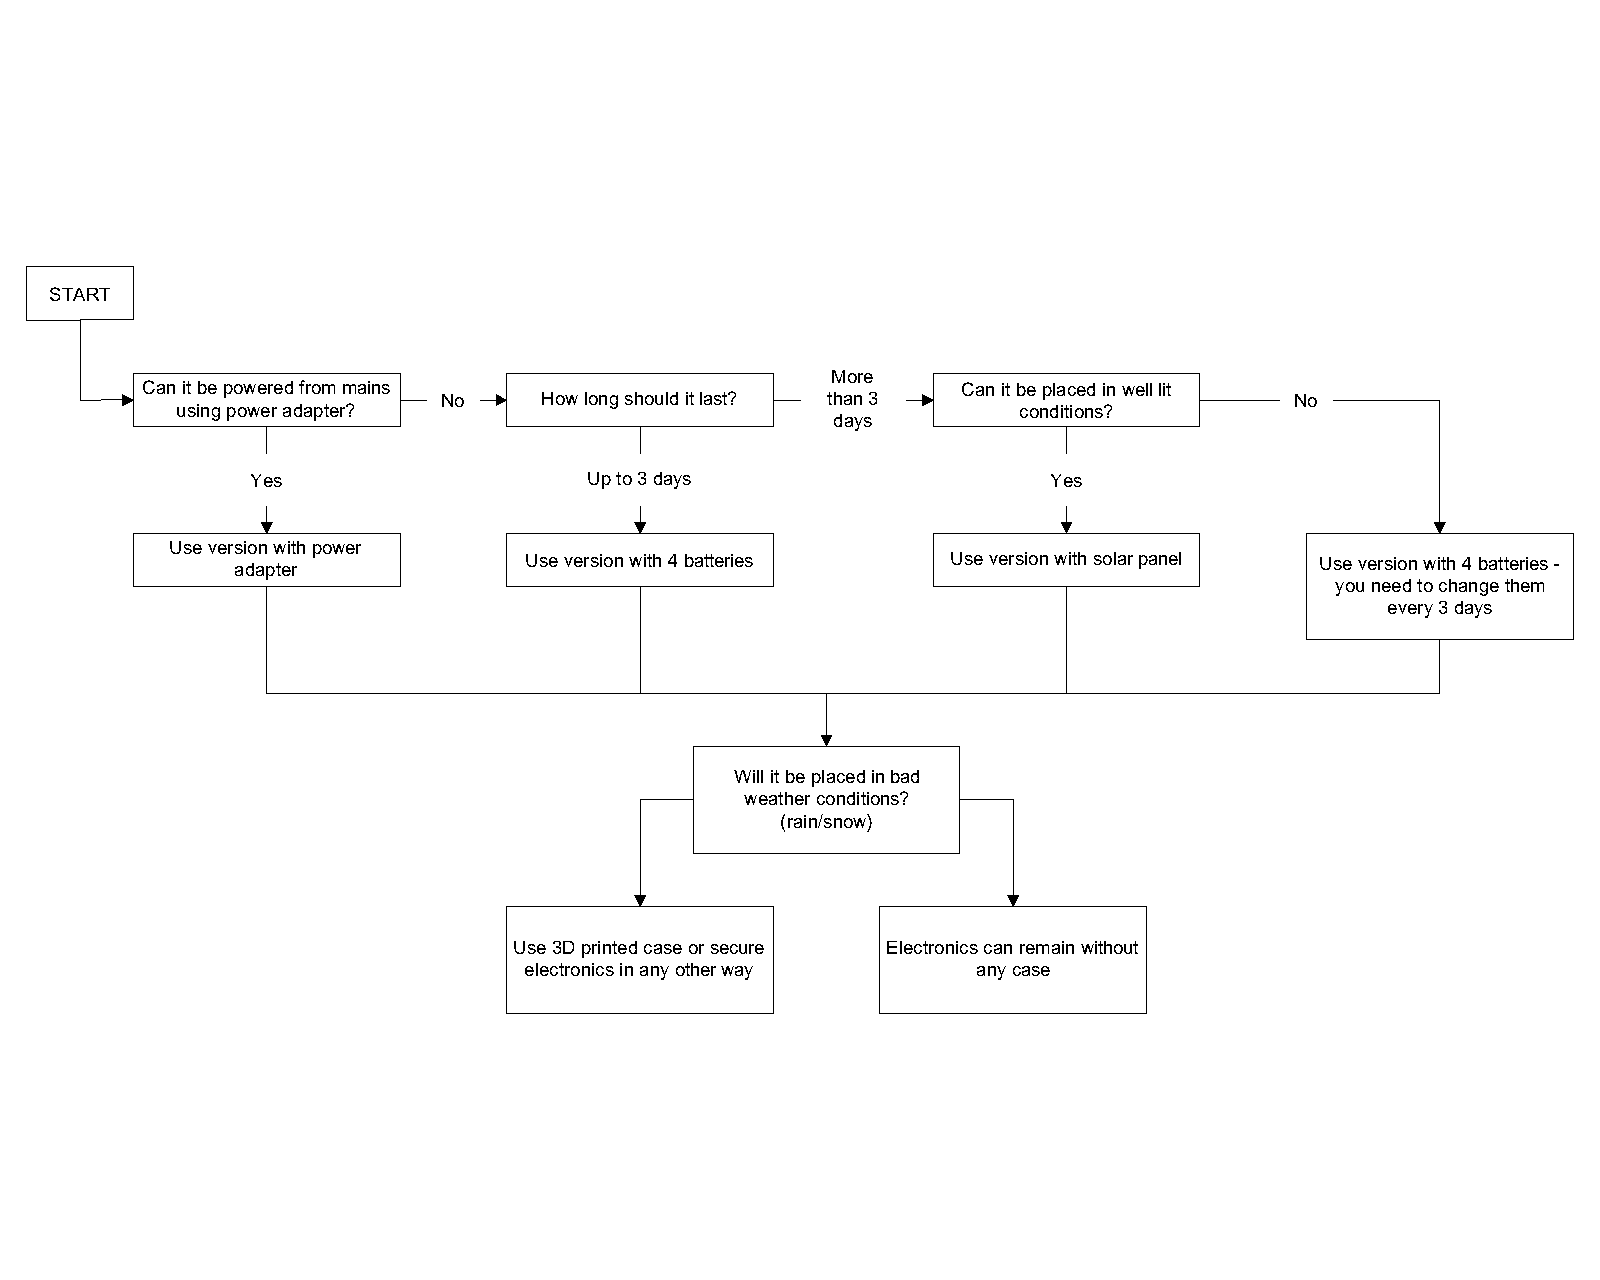 START
Can it be powered from mains
using power adapter?
No
How long should it last?
More
than 3
days
Can it be placed in well lit
conditions?
No
Yes
Up to 3 days
Yes
Use version with power
adapter
Use version with 4 batteries
Use version with solar panel
Use version with 4 batteries -
you need to change them
every 3 days
Will it be placed in bad
weather conditions?
(rain/snow)
Use 3D printed case or secure
electronics in any other way
Electronics can remain without
any case